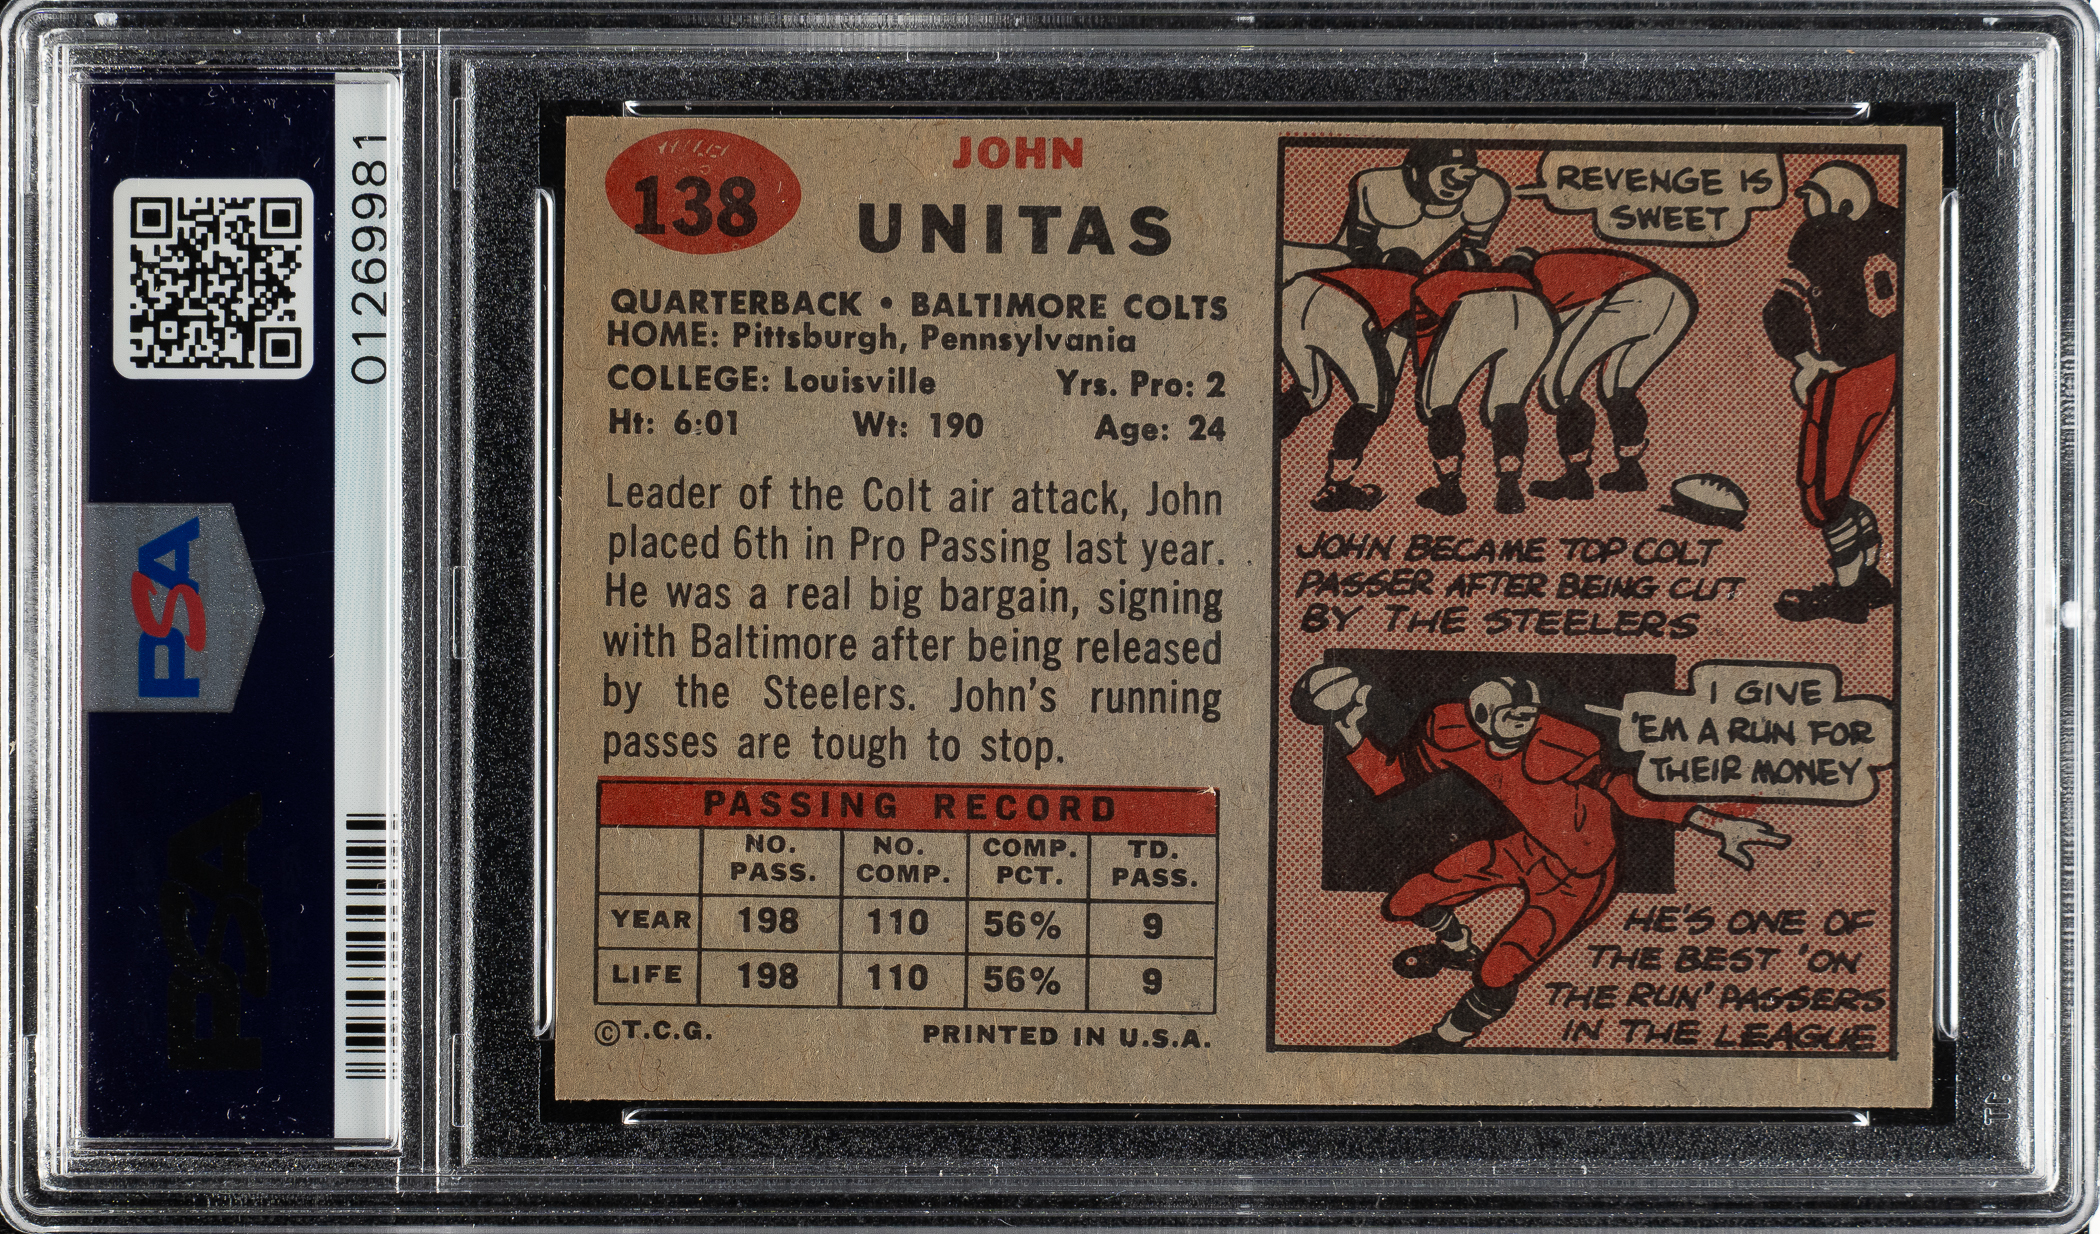 01269981
PSA
PSA
138
JOHN
UNITAS
QUARTERBACK • BALTIMORE COLTS
HOME: Pittsburgh, Pennsylvania
COLLEGE: Louisville Yrs. Pro: 2
Ht: 6:01 Wt: 190 Age: 24
Leader of the Colt air attack, John
placed 6th in Pro Passing last year.
He was a real big bargain, signing
with Baltimore after being released
by the Steelers. John's running
passes are tough to stop.
PASSING RECORD
NO. PASS. NO. COMP. COMP. PCT. TD. PASS.
YEAR 198 110 56% 9
LIFE 198 110 56% 9
©T.C.G. PRINTED IN U.S.A.
REVENGE IS
SWEET
JOHN BECAME TOP COLT
PASSER AFTER BEING CUT
BY THE STEELERS
I GIVE
'EM A RUN FOR
THEIR MONEY
HE'S ONE OF
THE BEST 'ON
THE RUN' PASSERS
IN THE LEAGUE